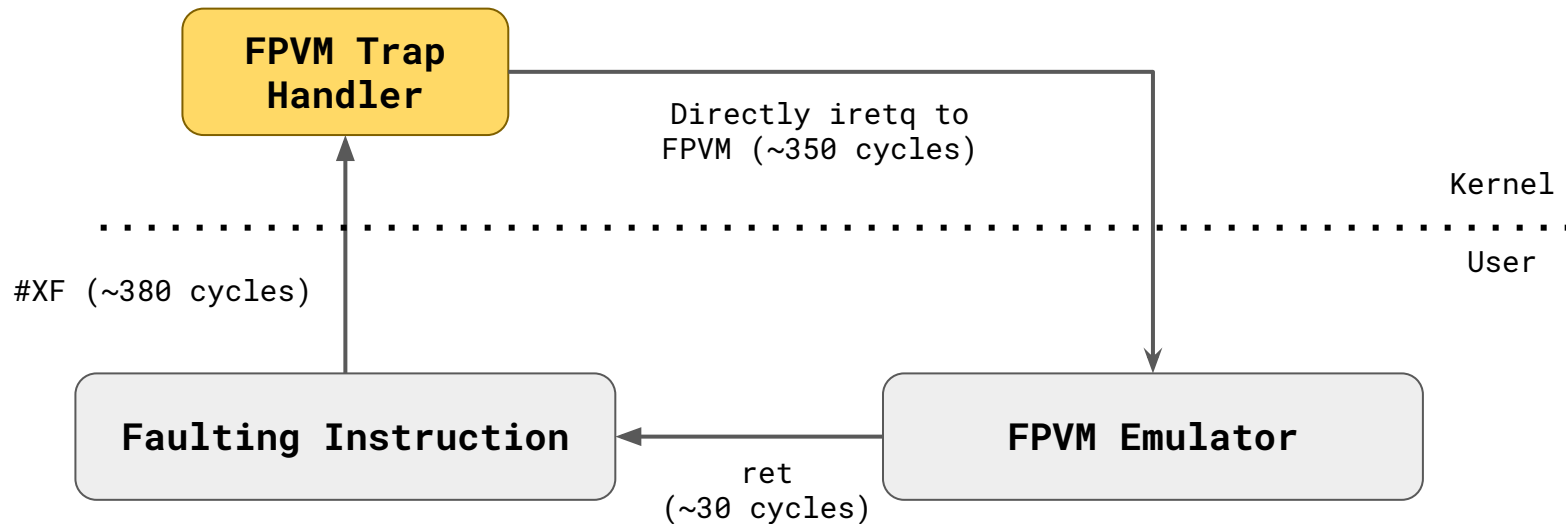 FPVM Trap
Handler
Directly iretq to
FPVM (~350 cycles)
Kernel
User
#XF (~380 cycles)
Faulting Instruction
FPVM Emulator
ret
(~30 cycles)